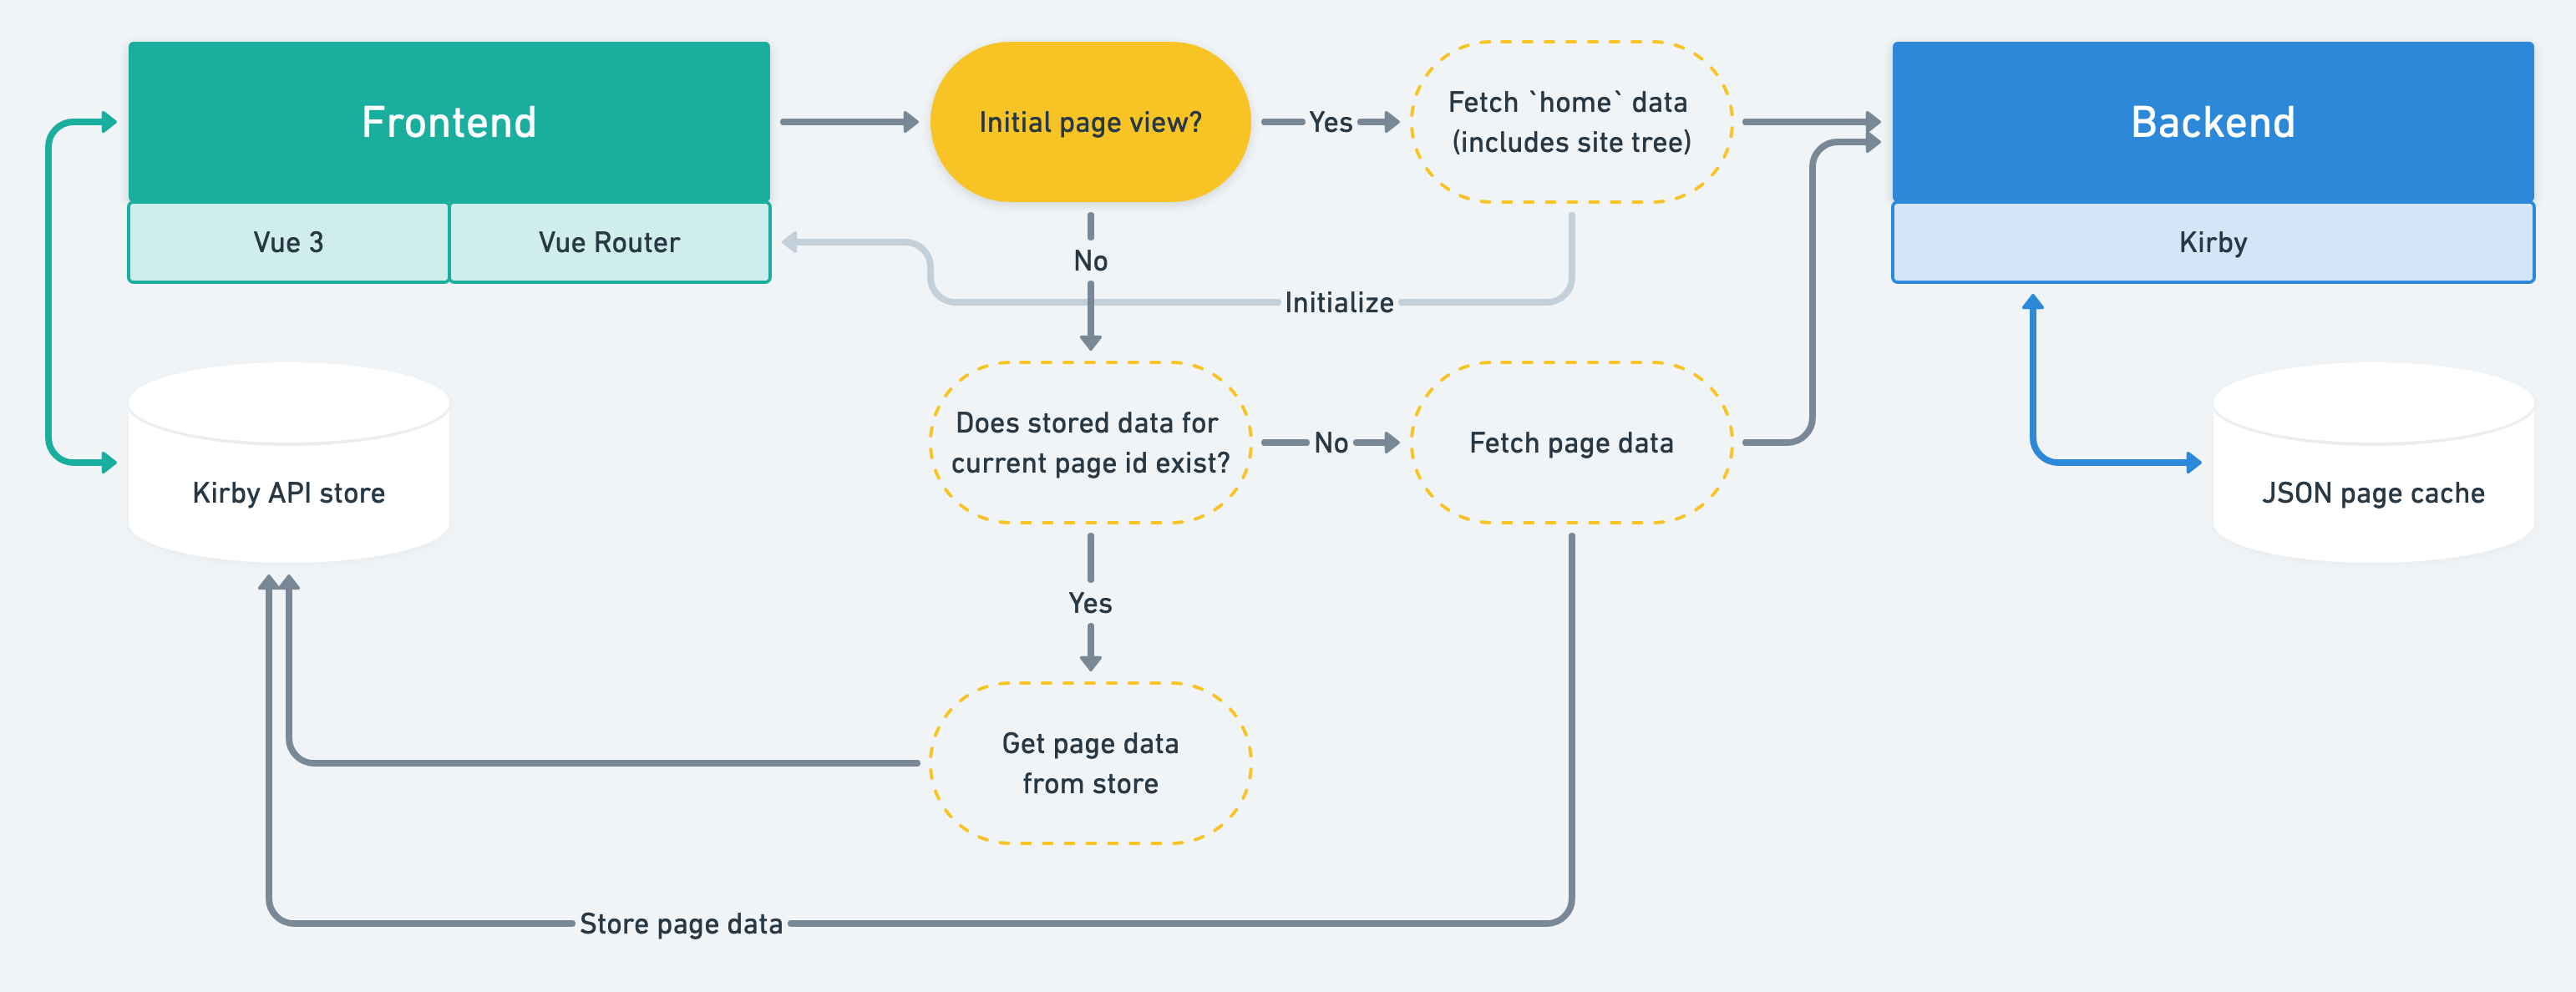 Frontend
Vue 3
Vue Router
Initial page view?
Yes
Fetch `home` data
(includes site tree)
Backend
Kirby
No
Initialize
Kirby API store
Does stored data for
current page id exist?
No
Fetch page data
JSON page cache
Yes
Get page data
from store
Store page data